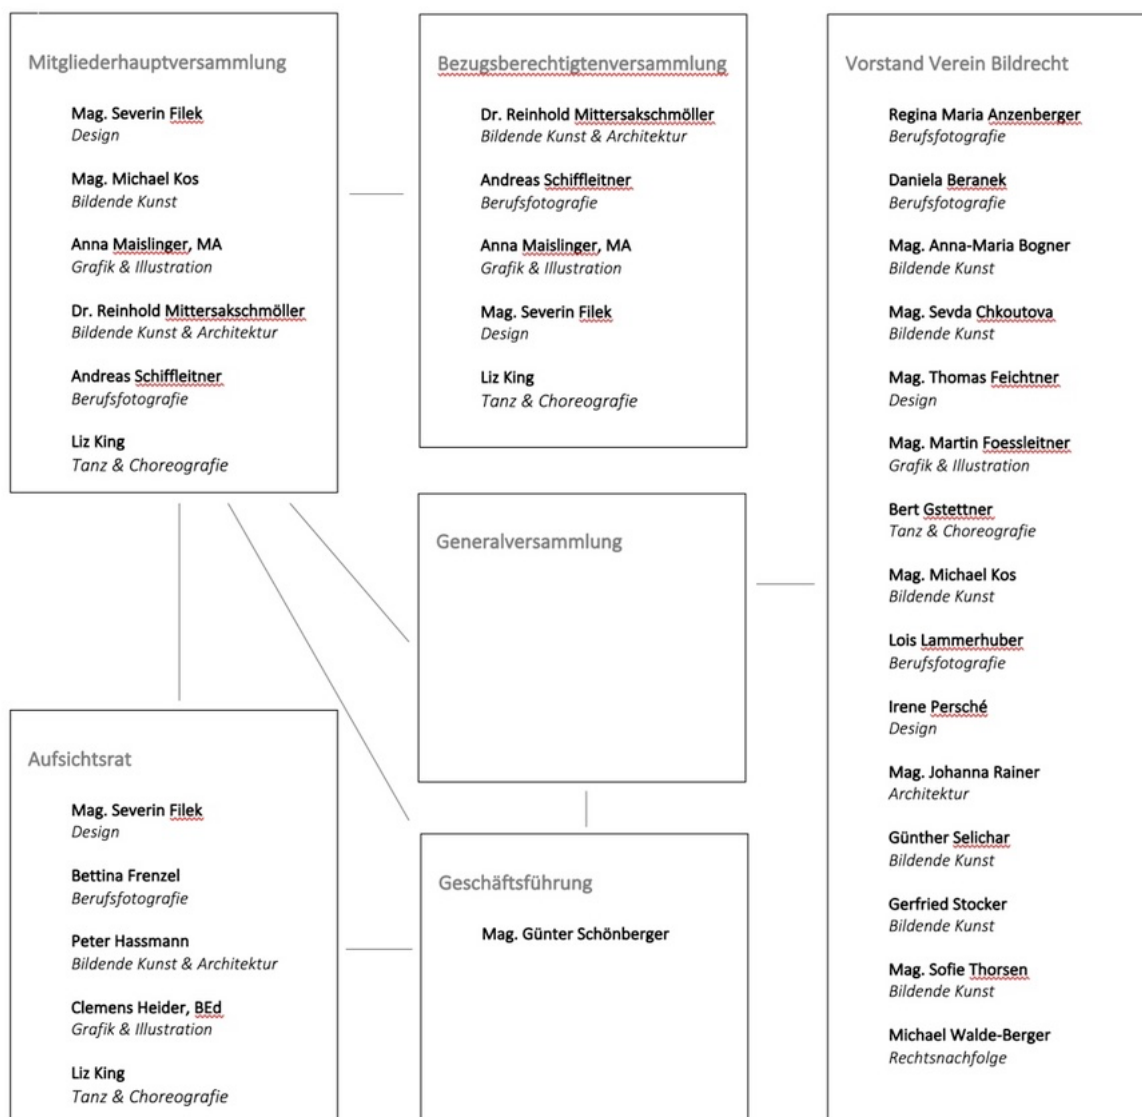 Mitgliederhauptversammlung
Mag. Severin Filek
Design
Mag. Michael Kos
Bildende Kunst
Anna Maislinger, MA
Grafik & Illustration
Dr. Reinhold Mittersakschmöller
Bildende Kunst & Architektur
Andreas Schiffleitner
Berufsfotografie
Liz King
Tanz & Choreografie
Bezugsberechtigtenversammlung
Dr. Reinhold Mittersakschmöller
Bildende Kunst & Architektur
Andreas Schiffleitner
Berufsfotografie
Anna Maislinger, MA
Grafik & Illustration
Mag. Severin Filek
Design
Liz King
Tanz & Choreografie
Vorstand Verein Bildrecht
Regina Maria Anzenberger
Berufsfotografie
Daniela Beranek
Berufsfotografie
Mag. Anna-Maria Bogner
Bildende Kunst
Mag. Sevda Chkoutova
Bildende Kunst
Mag. Thomas Feichtner
Design
Mag. Martin Foessleitner
Grafik & Illustration
Bert Gstettner
Tanz & Choreografie
Mag. Michael Kos
Bildende Kunst
Lois Lammerhuber
Berufsfotografie
Irene Persché
Design
Mag. Johanna Rainer
Architektur
Günther Selichar
Bildende Kunst
Gerfried Stocker
Bildende Kunst
Mag. Sofie Thorsen
Bildende Kunst
Michael Walde-Berger
Rechtsnachfolge
Generalversammlung
Aufsichtsrat
Mag. Severin Filek
Design
Bettina Frenzel
Berufsfotografie
Peter Hassmann
Bildende Kunst & Architektur
Clemens Heider, BEd
Grafik & Illustration
Liz King
Tanz & Choreografie
Geschäftsführung
Mag. Günter Schönberger